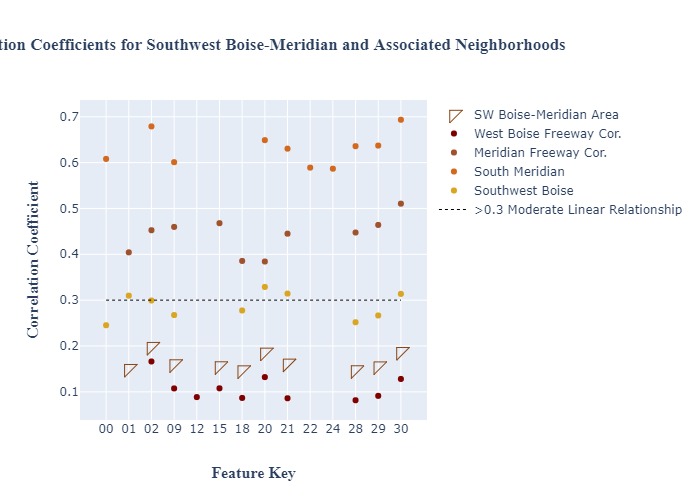 Coefficients for Southwest Boise-Meridian and Associated Neighborhoods
0.7
0.6
0.5
0.4
0.3
0.2
0.1
Correlation Coefficient
00 01 02 09 12 15 18 20 21 22 24 28 29 30
Feature Key
SW Boise-Meridian Area
West Boise Freeway Cor.
Meridian Freeway Cor.
South Meridian
Southwest Boise
>0.3 Moderate Linear Relationship